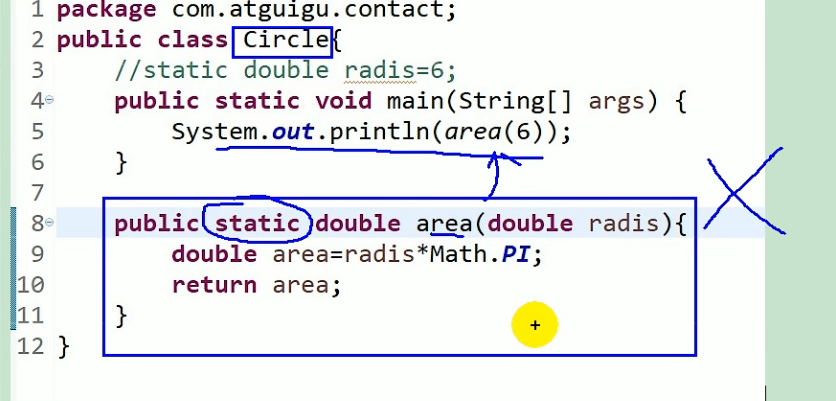 1 package com.atguigu.contact;
2 public class Circle{
3 //static double radis=6;
4 public static void main(String[] args) {
5 System.out.println(area(6));
6 }
7
8 public static double area(double radis){
9 double area=radis*Math.PI;
10 return area;
11 }
12 }